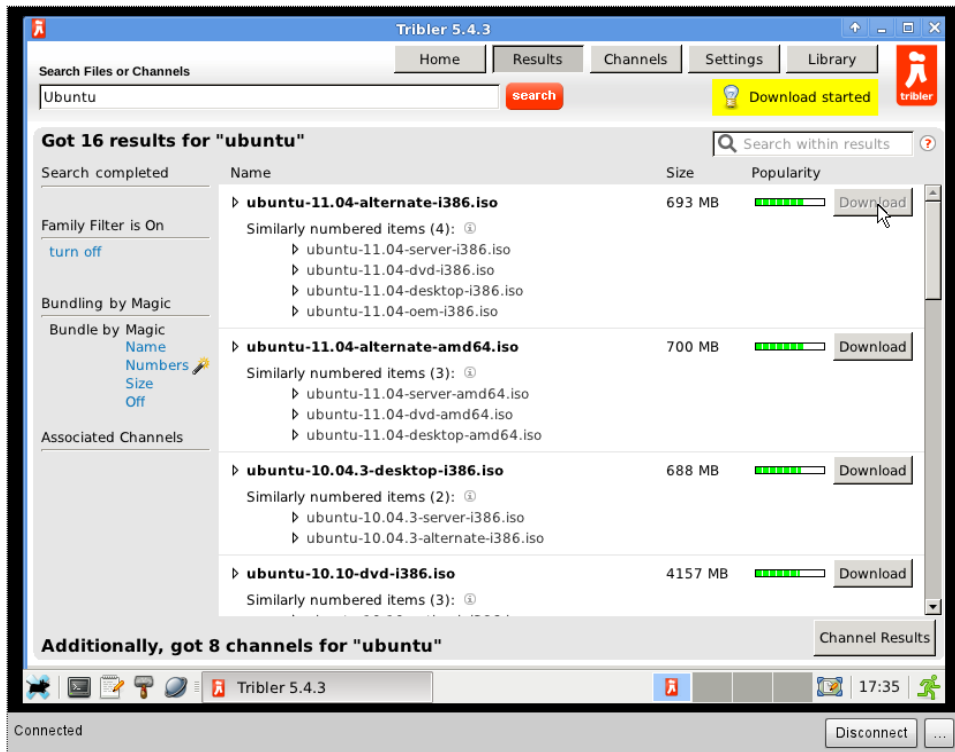 Tribler 5.4.3
Home Results Channels Settings Library
Search Files or Channels
Ubuntu search Download started tribler
Got 16 results for "ubuntu" Search within results ?
Search completed Name Size Popularity
ubuntu-11.04-alternate-i386.iso 693 MB Download
Family Filter is On Similarly numbered items (4):
turn off ubuntu-11.04-server-i386.iso
ubuntu-11.04-dvd-i386.iso
ubuntu-11.04-desktop-i386.iso
Bundling by Magic ubuntu-11.04-oem-i386.iso
Bundle by Magic
Name ubuntu-11.04-alternate-amd64.iso 700 MB Download
Numbers Similarly numbered items (3):
Size ubuntu-11.04-server-amd64.iso
Off ubuntu-11.04-dvd-amd64.iso
Associated Channels ubuntu-11.04-desktop-amd64.iso
ubuntu-10.04.3-desktop-i386.iso 688 MB Download
Similarly numbered items (2):
ubuntu-10.04.3-server-i386.iso
ubuntu-10.04.3-alternate-i386.iso
ubuntu-10.10-dvd-i386.iso 4157 MB Download
Similarly numbered items (3):
Additionally, got 8 channels for "ubuntu" Channel Results
Tribler 5.4.3 17:35
Connected Disconnect ...